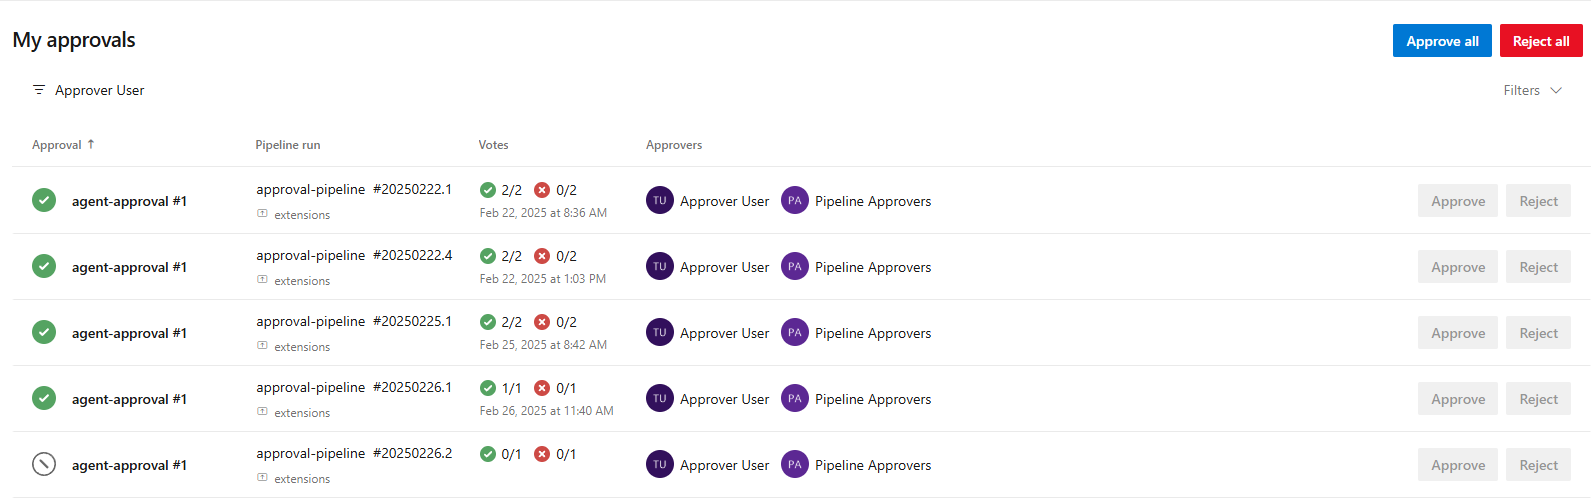 My approvals
Approve all
Reject all
Approver User
Filters
Approval ↑
Pipeline run
Votes
Approvers
agent-approval #1
approval-pipeline #20250222.1
extensions
2/2 0/2
Feb 22, 2025 at 8:36 AM
TU Approver User PA Pipeline Approvers
Approve
Reject
agent-approval #1
approval-pipeline #20250222.4
extensions
2/2 0/2
Feb 22, 2025 at 1:03 PM
TU Approver User PA Pipeline Approvers
Approve
Reject
agent-approval #1
approval-pipeline #20250225.1
extensions
2/2 0/2
Feb 25, 2025 at 8:42 AM
TU Approver User PA Pipeline Approvers
Approve
Reject
agent-approval #1
approval-pipeline #20250226.1
extensions
1/1 0/1
Feb 26, 2025 at 11:40 AM
TU Approver User PA Pipeline Approvers
Approve
Reject
agent-approval #1
approval-pipeline #20250226.2
extensions
0/1 0/1
TU Approver User PA Pipeline Approvers
Approve
Reject